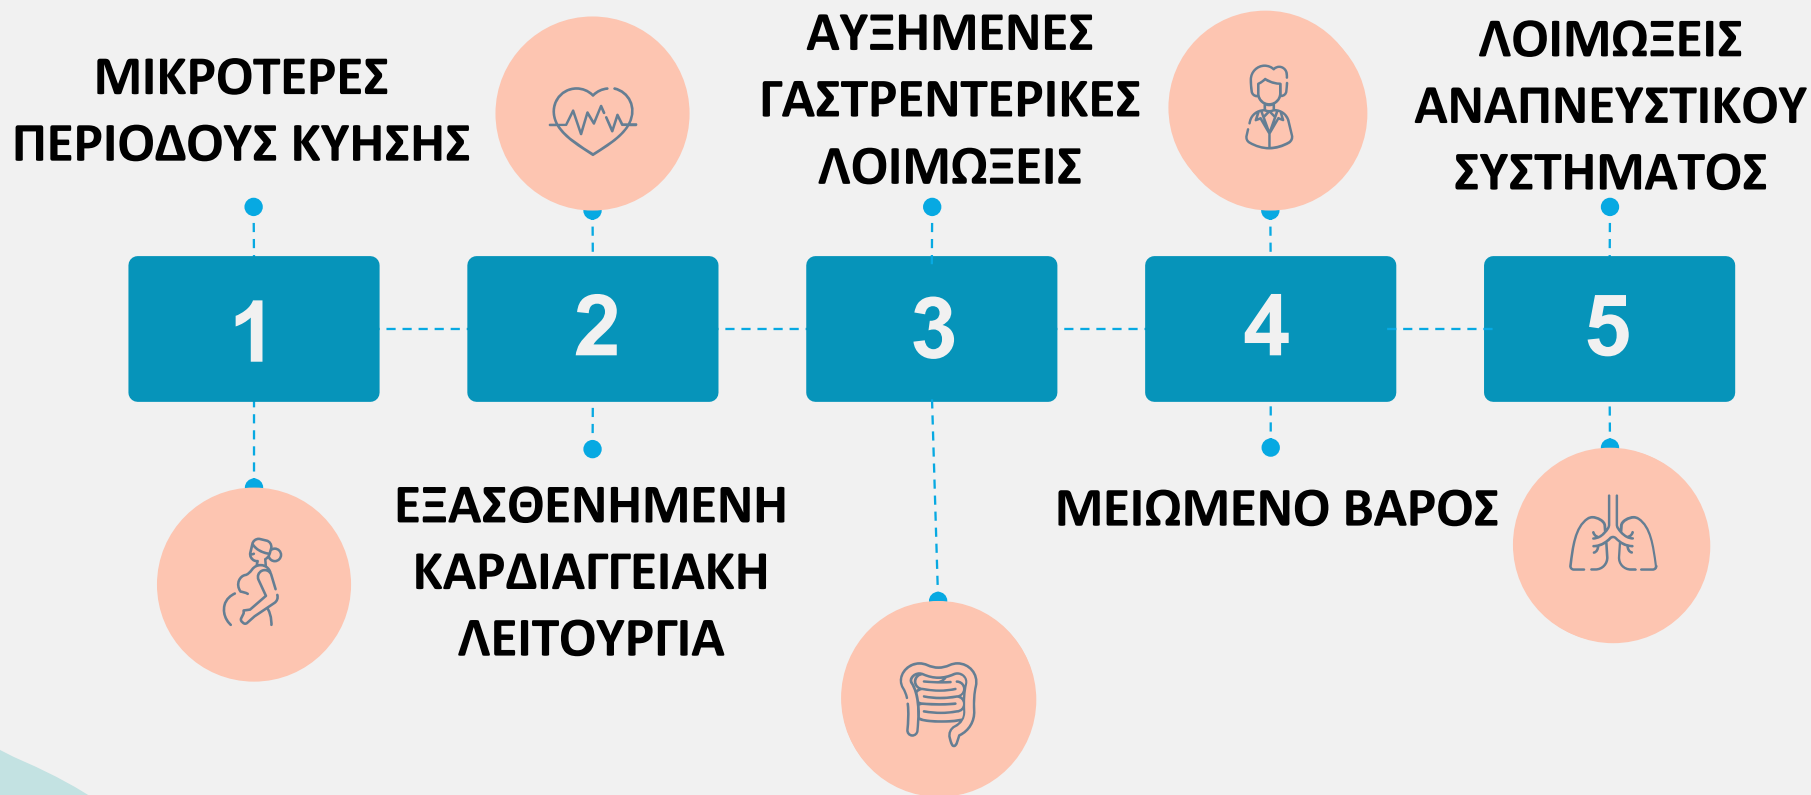 ΜΙΚΡΟΤΕΡΕΣ
ΠΕΡΙΟΔΟΥΣ ΚΥΗΣΗΣ
1
2
ΕΞΑΣΘΕΝΗΜΕΝΗ
ΚΑΡΔΙΑΓΓΕΙΑΚΗ
ΛΕΙΤΟΥΡΓΙΑ
ΑΥΞΗΜΕΝΕΣ
ΓΑΣΤΡΕΝΤΕΡΙΚΕΣ
ΛΟΙΜΩΞΕΙΣ
3
4
ΜΕΙΩΜΕΝΟ ΒΑΡΟΣ
ΛΟΙΜΩΞΕΙΣ
ΑΝΑΠΝΕΥΣΤΙΚΟΥ
ΣΥΣΤΗΜΑΤΟΣ
5